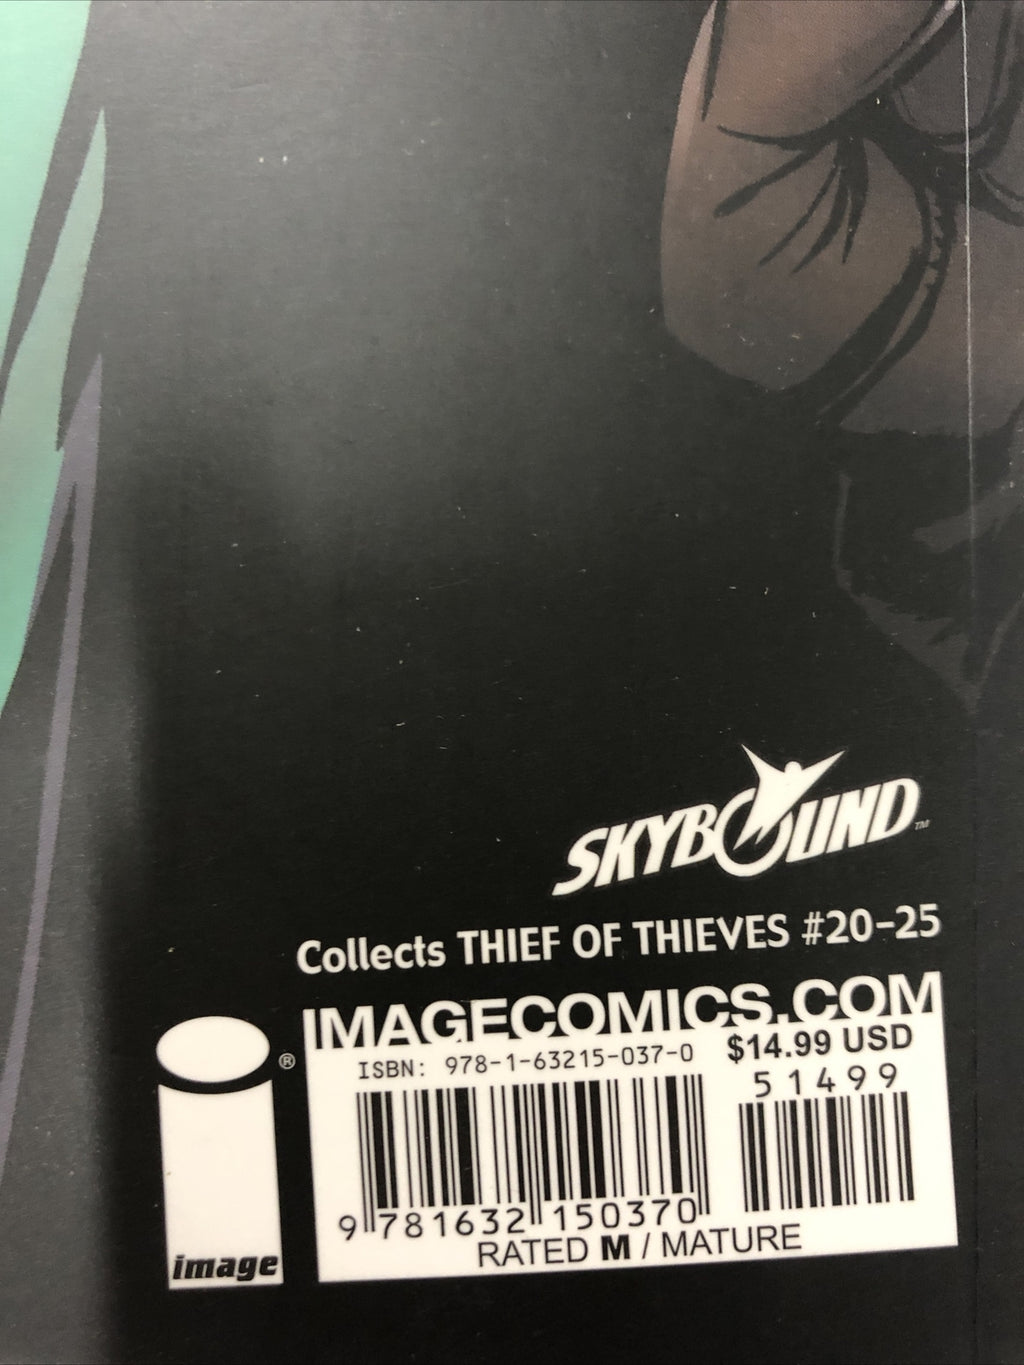 SKYBOUND™
Collects THIEF OF THIEVES #20-25
IMAGECOMICS.COM
ISBN: 978-1-63215-037-0 $14.99 USD
51499
9 781632 150370
RATED M / MATURE
®
image